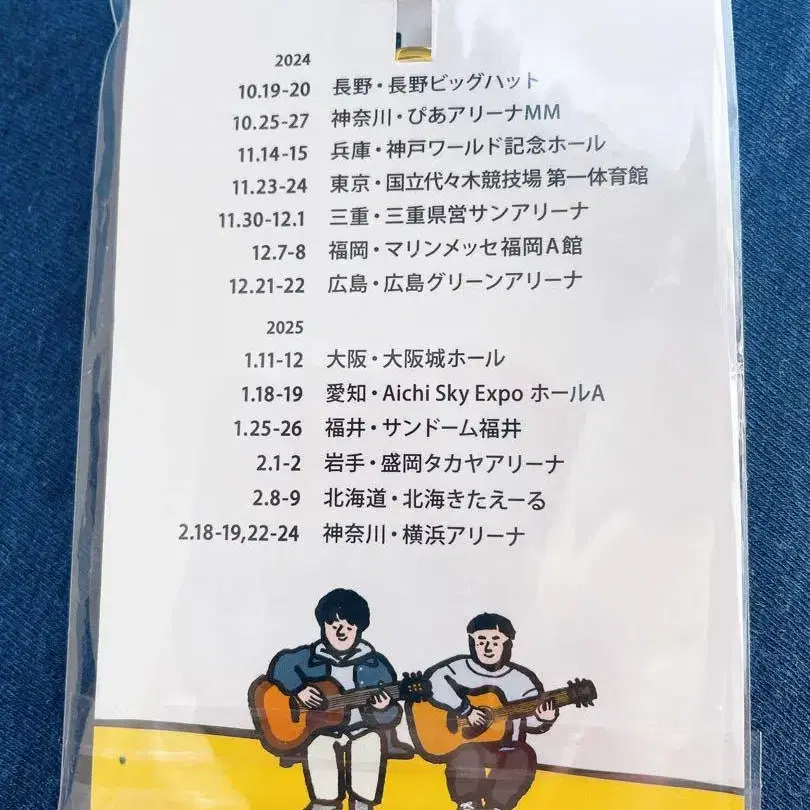 2024
10.19-20 長野・長野ビッグハット
10.25-27 神奈川・ぴあアリーナMM
11.14-15 兵庫・神戸ワールド記念ホール
11.23-24 東京・国立代々木競技場 第一体育館
11.30-12.1 三重・三重県営サンアリーナ
12.7-8 福岡・マリンメッセ福岡A館
12.21-22 広島・広島グリーンアリーナ
2025
1.11-12 大阪・大阪城ホール
1.18-19 愛知・Aichi Sky Expo ホールA
1.25-26 福井・サンドーム福井
2.1-2 岩手・盛岡タカヤアリーナ
2.8-9 北海道・北海きたえーる
2.18-19,22-24 神奈川・横浜アリーナ